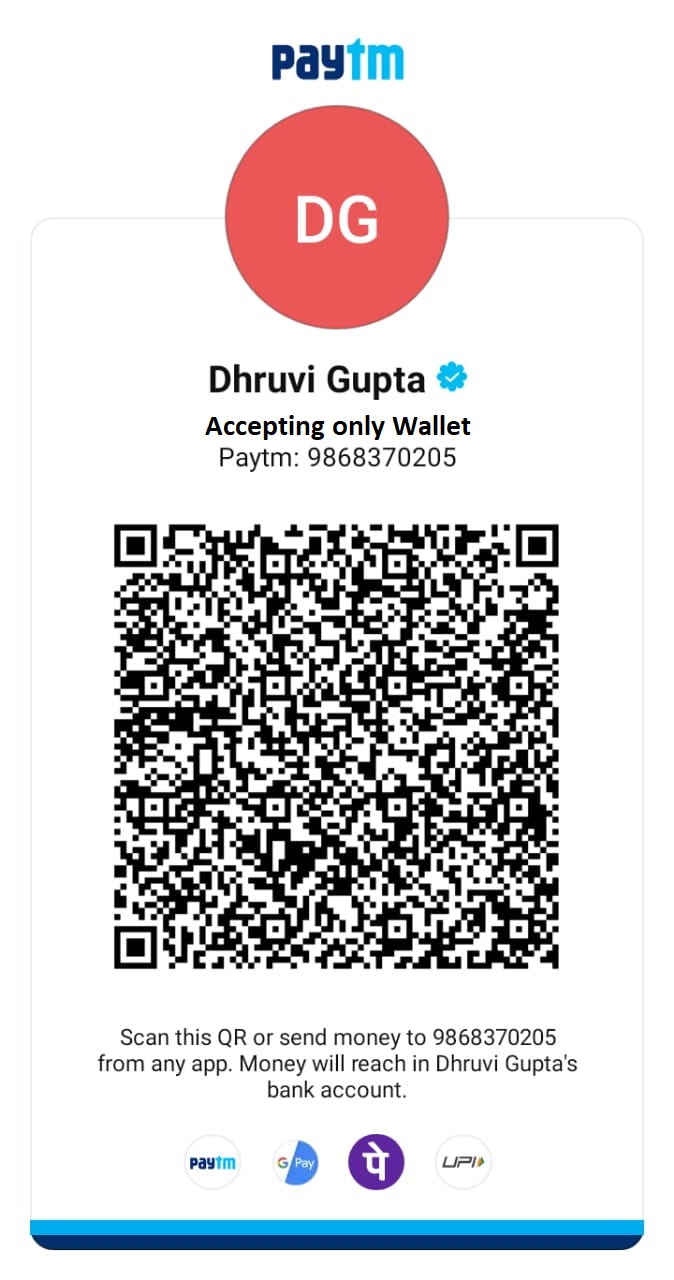 paytm
DG
Dhruvi Gupta
Accepting only Wallet
Paytm: 9868370205
Scan this QR or send money to 9868370205
from any app. Money will reach in Dhruvi Gupta's
bank account.
paytm G Pay पे UPI